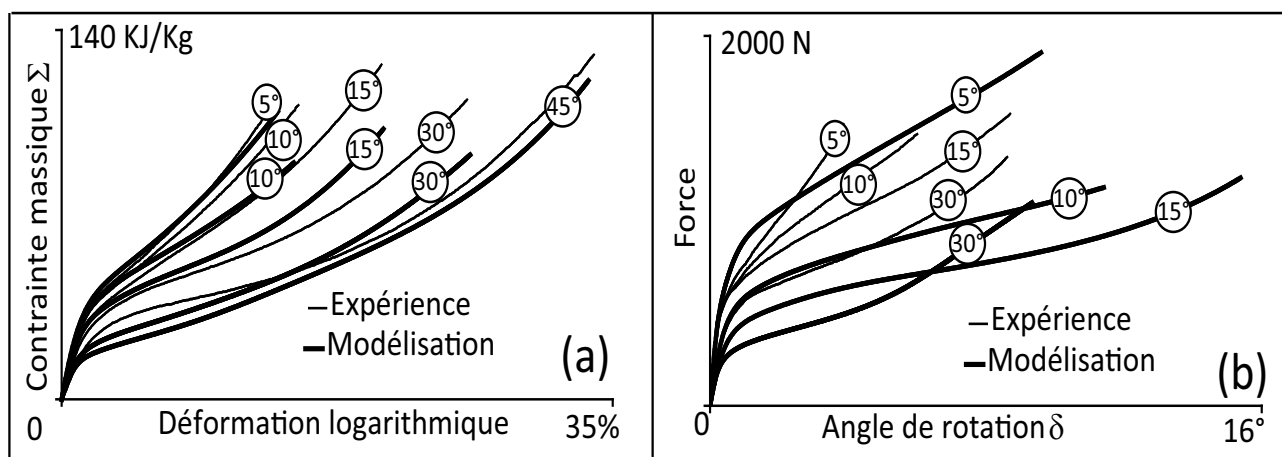 140 KJ/Kg
Contrainte massique Σ
5°
10°
10°
15°
15°
30°
30°
45°
Expérience
Modélisation
(a)
0
Déformation logarithmique
35%
2000 N
Force
5°
5°
10°
15°
30°
10°
15°
30°
Expérience
Modélisation
(b)
0
Angle de rotation δ
16°